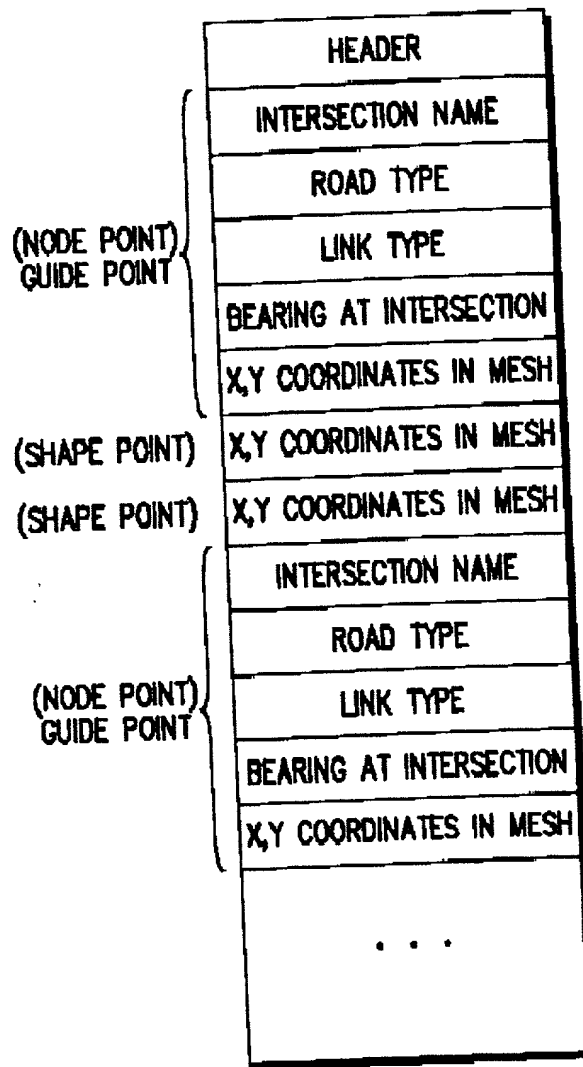 HEADER
INTERSECTION NAME
ROAD TYPE
(NODE POINT)
GUIDE POINT
LINK TYPE
BEARING AT INTERSECTION
X,Y COORDINATES IN MESH
(SHAPE POINT)
X,Y COORDINATES IN MESH
(SHAPE POINT)
X,Y COORDINATES IN MESH
INTERSECTION NAME
ROAD TYPE
(NODE POINT)
GUIDE POINT
LINK TYPE
BEARING AT INTERSECTION
X,Y COORDINATES IN MESH
. . .